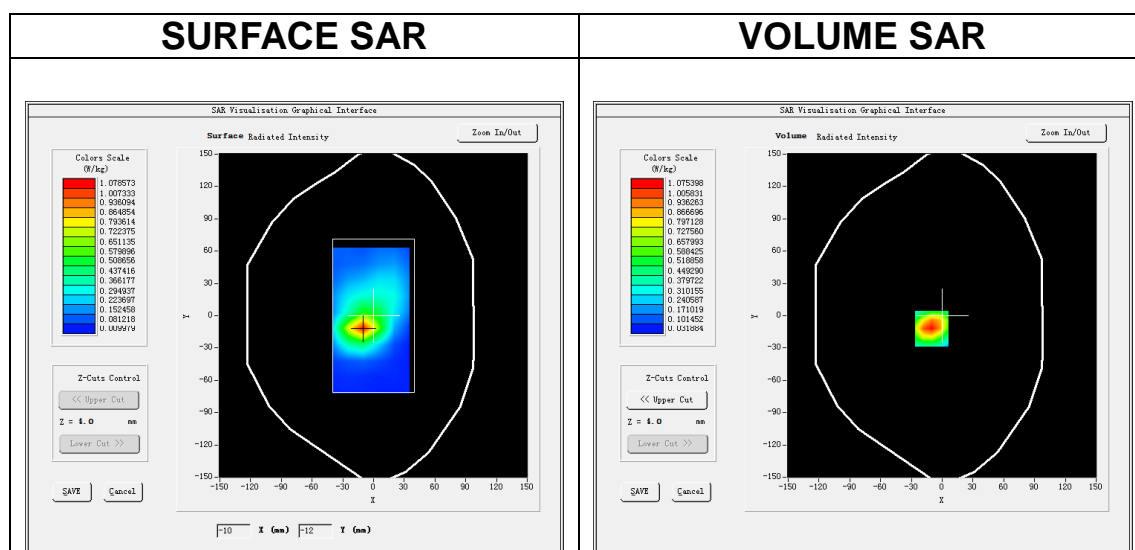 SURFACE SAR
VOLUME SAR
SAR Visualisation Graphical Interface
Surface Radiated Intensity
Zoom In/Out
Colors Scale
(W/kg)
1.078573
1.007333
0.936094
0.864854
0.793614
0.722375
0.651135
0.579896
0.508656
0.437416
0.366177
0.294937
0.223697
0.152458
0.081218
0.009979
150
120
90
60
30
0
-30
-60
-90
-120
-150
Y
-150 -120 -90 -60 -30 0 30 60 90 120 150
X
Z-Cuts Control
<< Upper Cut
Z = 4.0 mm
Lower Cut >>
SAVE Cancel
-10 X (mm) -12 Y (mm)
SAR Visualisation Graphical Interface
Volume Radiated Intensity
Zoom In/Out
Colors Scale
(W/kg)
1.075398
1.005831
0.936263
0.866696
0.797128
0.727560
0.657993
0.588425
0.518858
0.449290
0.379722
0.310155
0.240587
0.171019
0.101452
0.031884
150
120
90
60
30
0
-30
-60
-90
-120
-150
Y
-150 -120 -90 -60 -30 0 30 60 90 120 150
X
Z-Cuts Control
<< Upper Cut
Z = 4.0 mm
Lower Cut >>
SAVE Cancel